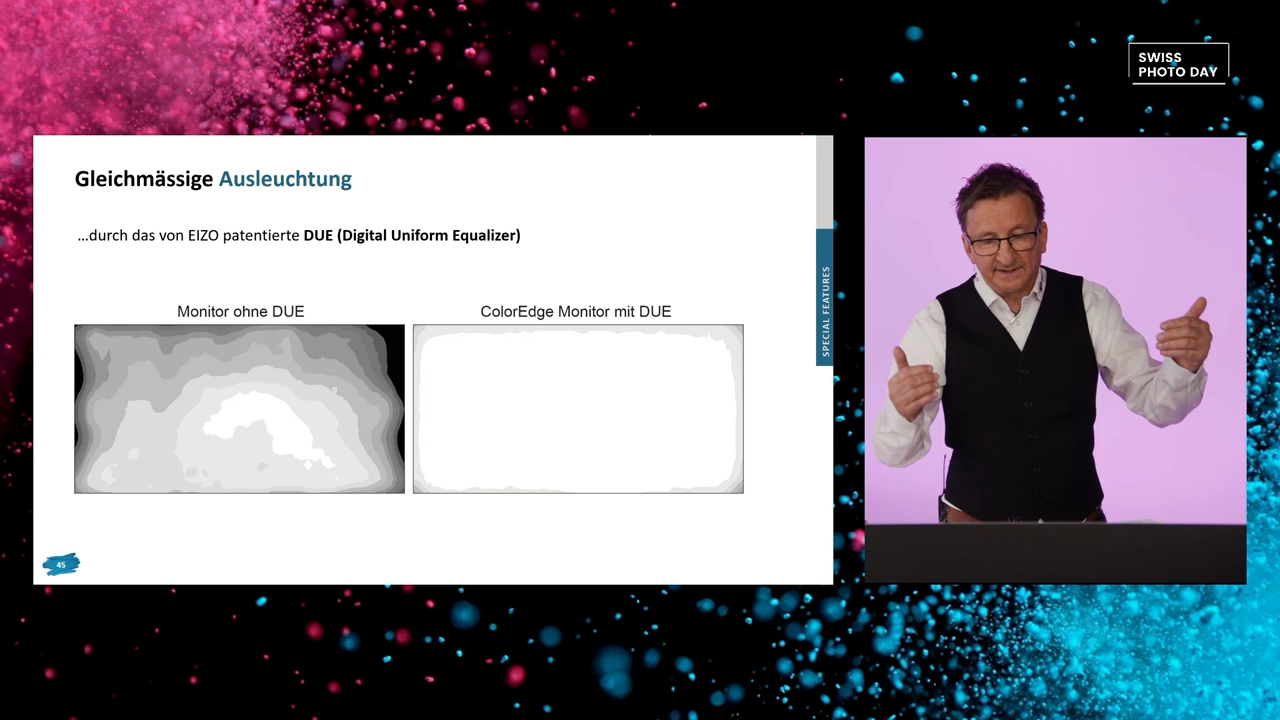 SWISS
PHOTO DAY
Gleichmässige Ausleuchtung
...durch das von EIZO patentierte DUE (Digital Uniform Equalizer)
SPECIAL FEATURES
Monitor ohne DUE
ColorEdge Monitor mit DUE
45